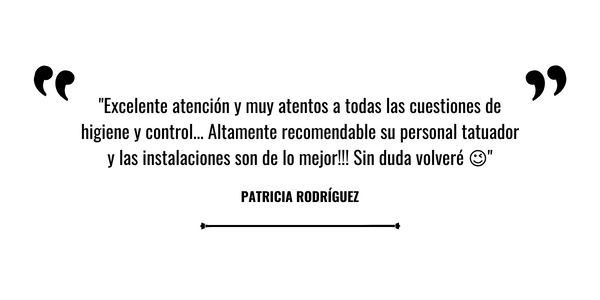 "Excelente atención y muy atentos a todas las cuestiones de
higiene y control... Altamente recomendable su personal tatuador
y las instalaciones son de lo mejor!!! Sin duda volveré 😉"
PATRICIA RODRÍGUEZ